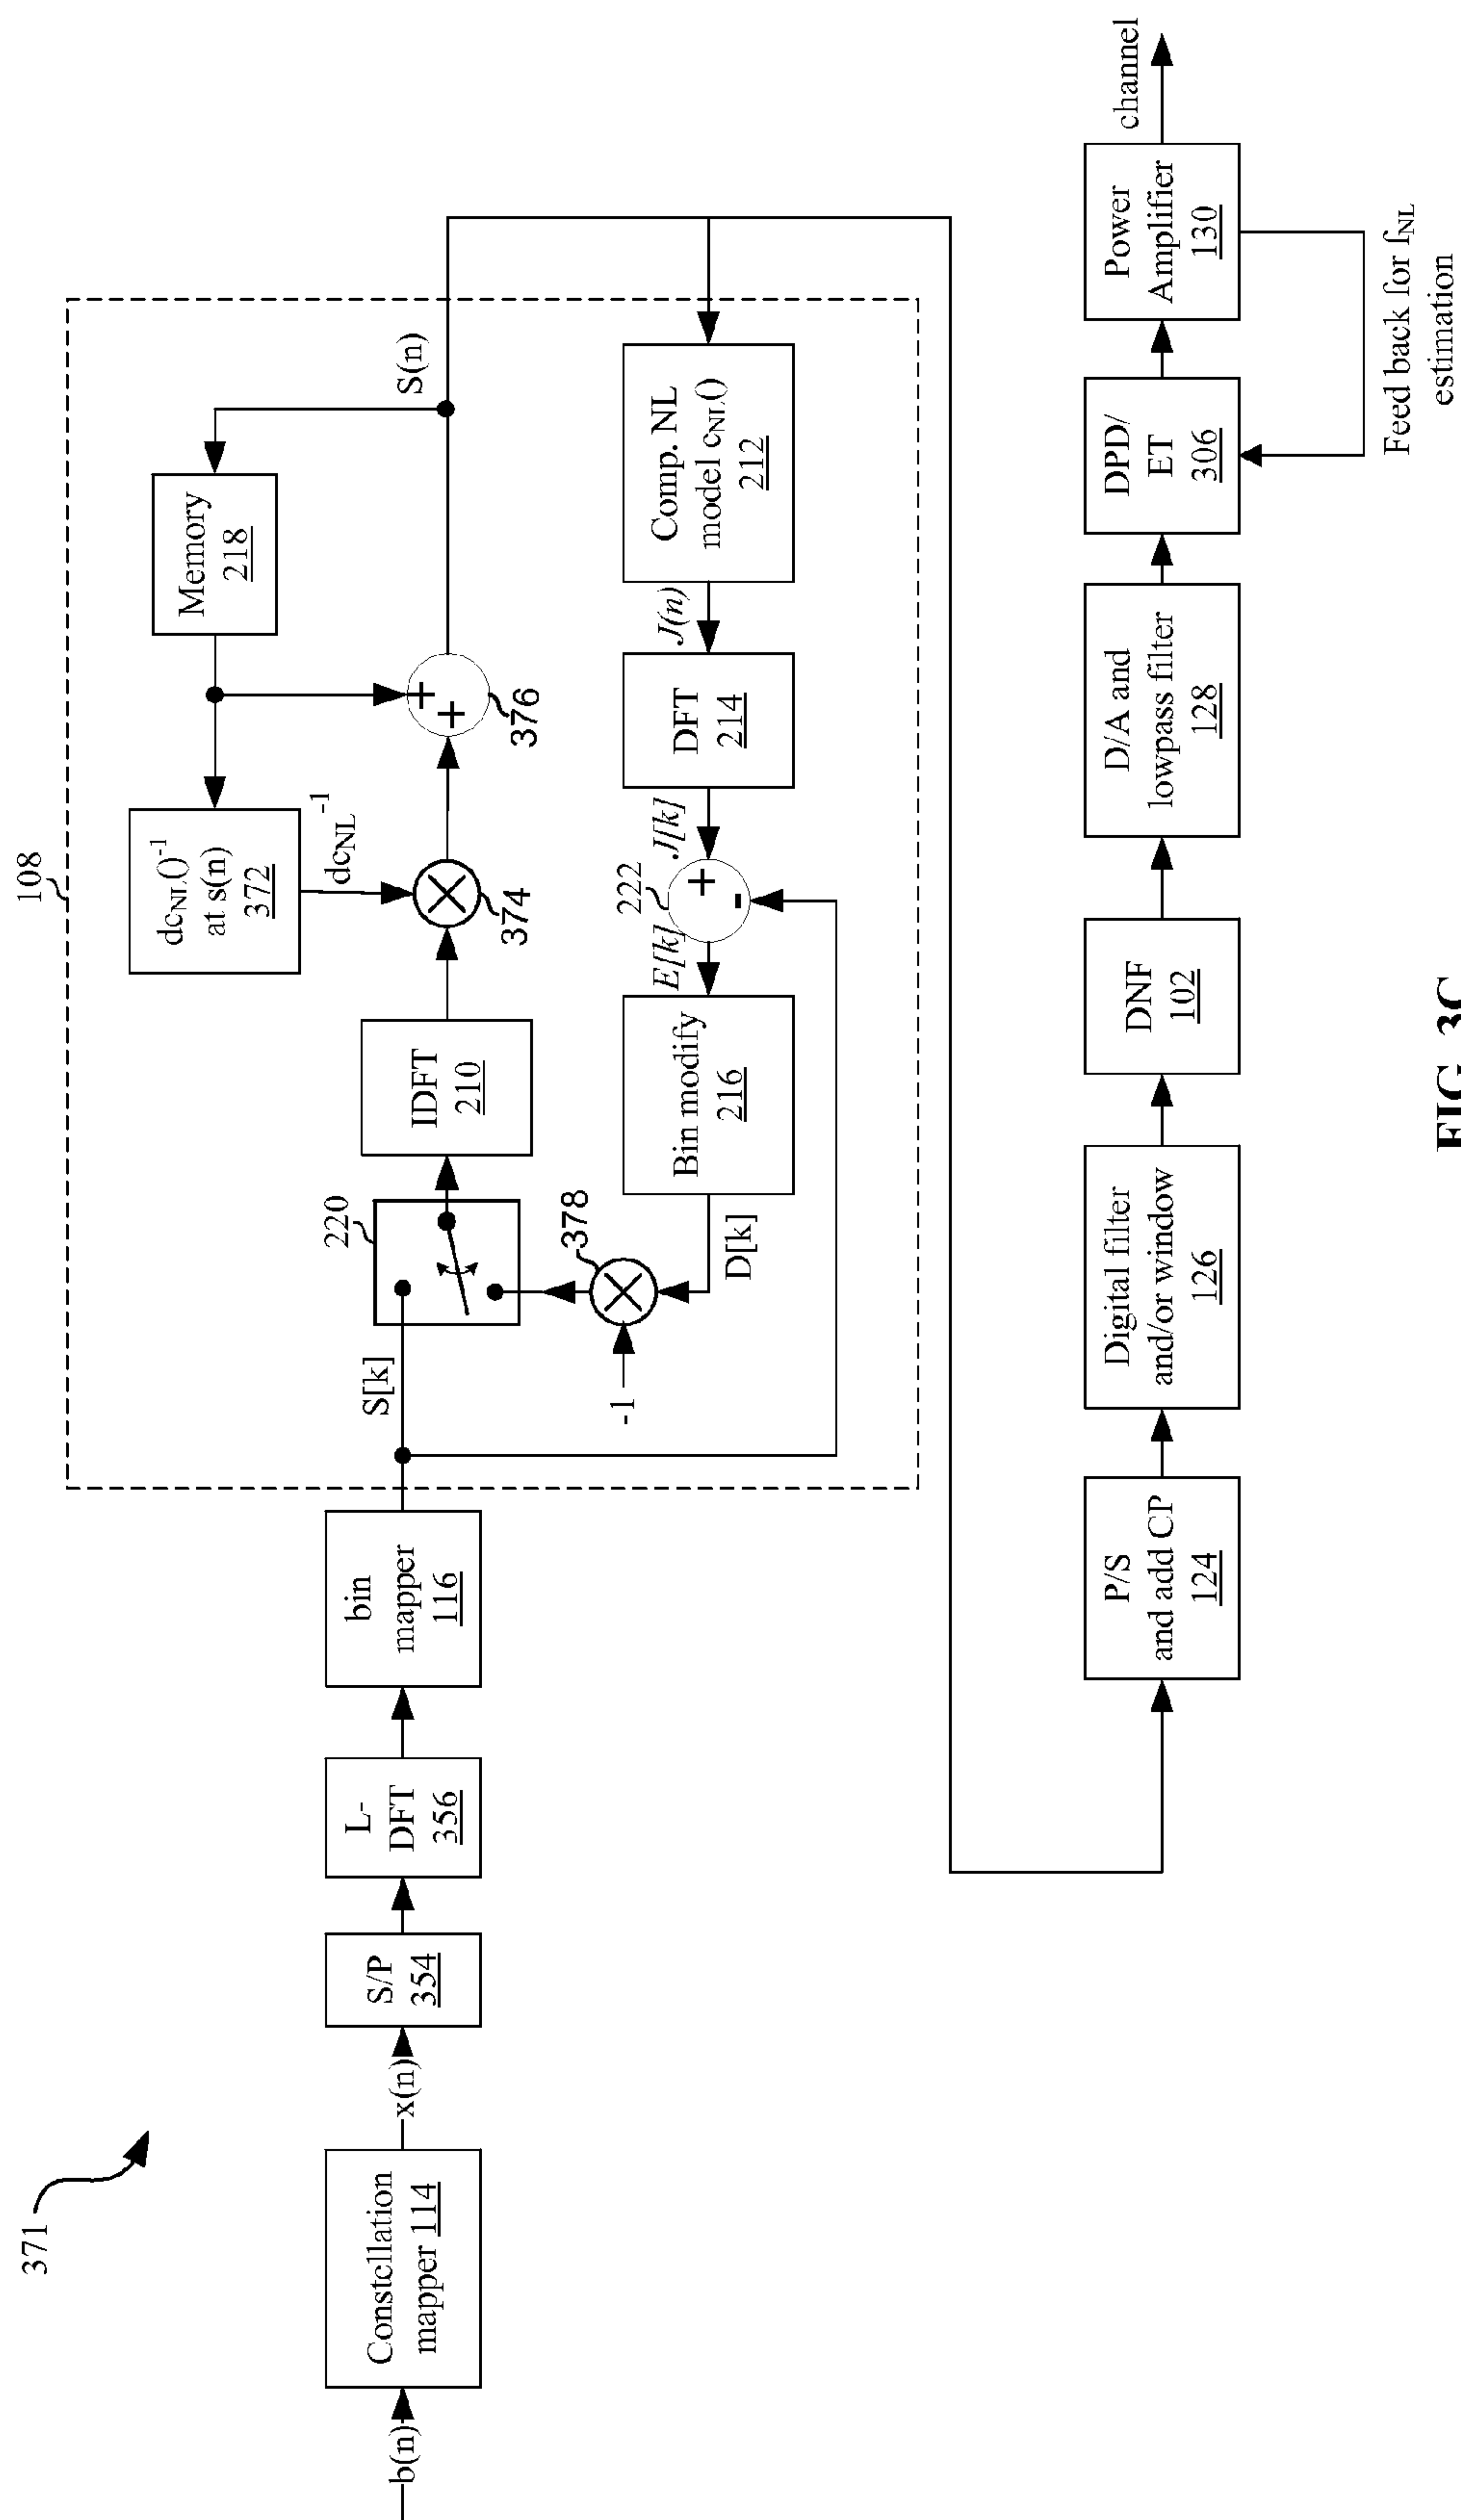 371
b(n)
Constellation
mapper 114
x(n)
S/P
354
L-
DFT
356
bin
mapper
116
108
S[k]
220
-1
378
D[k]
IDFT
210
374
dcNL()-1
at s(n)
372
dcNL-1
376
Memory
218
S(n)
Bin modify
216
E[k]
222
J[k]
DFT
214
J(n)
Comp. NL
model cNL()
212
+
+
+
-
P/S
and add CP
124
Digital filter
and/or window
126
DNF
102
D/A and
lowpass filter
128
DPD/
ET
306
Power
Amplifier
130
channel
Feed back for fNL
estimation
FIG. 3C